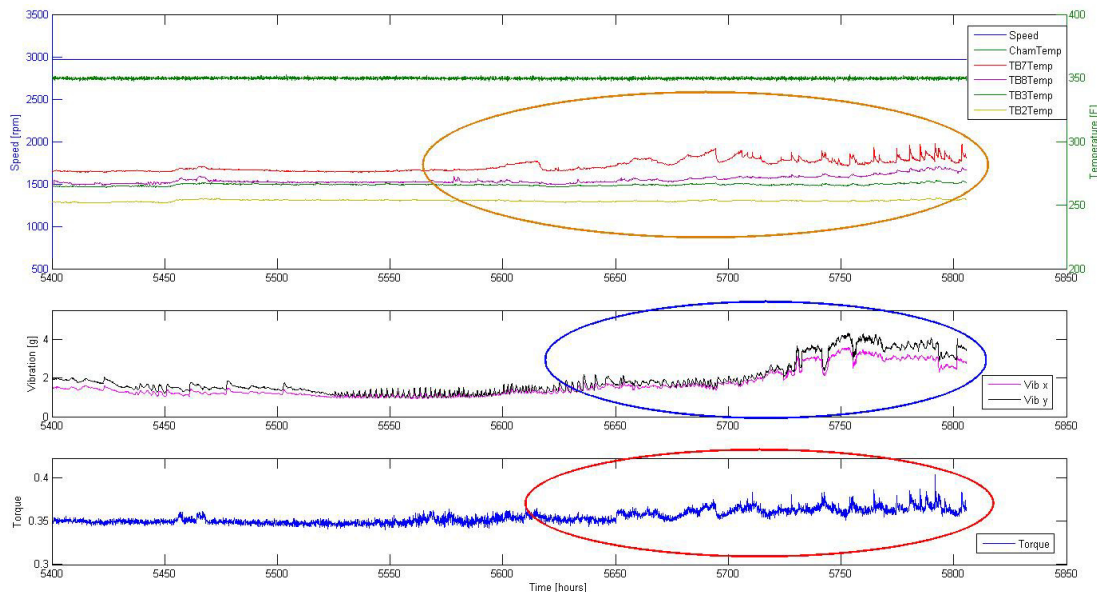 3500
3000
2500
2000
1500
1000
500
Speed [rpm]
400
350
300
250
200
Temperature [F]
Speed
ChamTemp
TB7Temp
TB8Temp
TB3Temp
TB2Temp
5400 5450 5500 5550 5600 5650 5700 5750 5800 5850
4
2
0
Vibration [g]
Vib x
Vib y
5400 5450 5500 5550 5600 5650 5700 5750 5800 5850
0.4
0.35
0.3
Torque
Torque
5400 5450 5500 5550 5600 5650 5700 5750 5800 5850
Time [hours]